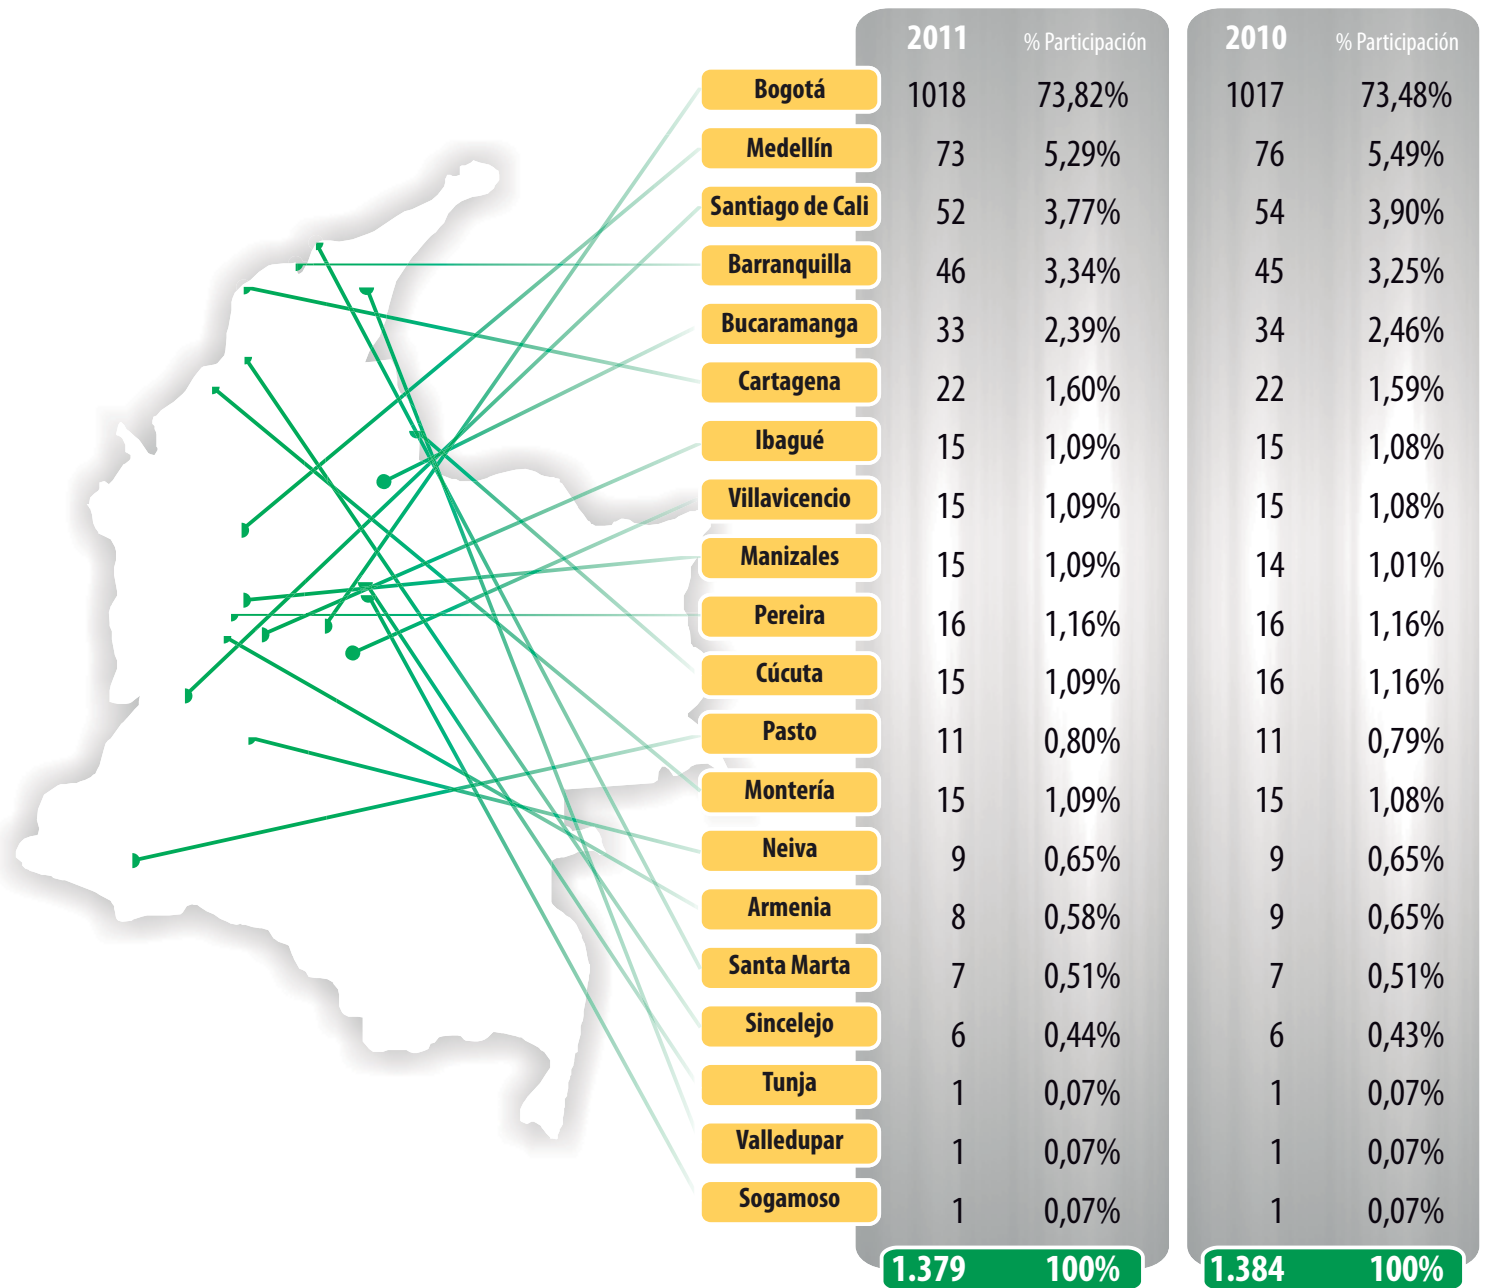 2011 % Participación 2010 % Participación
Bogotá 1018 73,82% 1017 73,48%
Medellín 73 5,29% 76 5,49%
Santiago de Cali 52 3,77% 54 3,90%
Barranquilla 46 3,34% 45 3,25%
Bucaramanga 33 2,39% 34 2,46%
Cartagena 22 1,60% 22 1,59%
Ibagué 15 1,09% 15 1,08%
Villavicencio 15 1,09% 15 1,08%
Manizales 15 1,09% 14 1,01%
Pereira 16 1,16% 16 1,16%
Cúcuta 15 1,09% 16 1,16%
Pasto 11 0,80% 11 0,79%
Montería 15 1,09% 15 1,08%
Neiva 9 0,65% 9 0,65%
Armenia 8 0,58% 9 0,65%
Santa Marta 7 0,51% 7 0,51%
Sincelejo 6 0,44% 6 0,43%
Tunja 1 0,07% 1 0,07%
Valledupar 1 0,07% 1 0,07%
Sogamoso 1 0,07% 1 0,07%
1.379 100% 1.384 100%